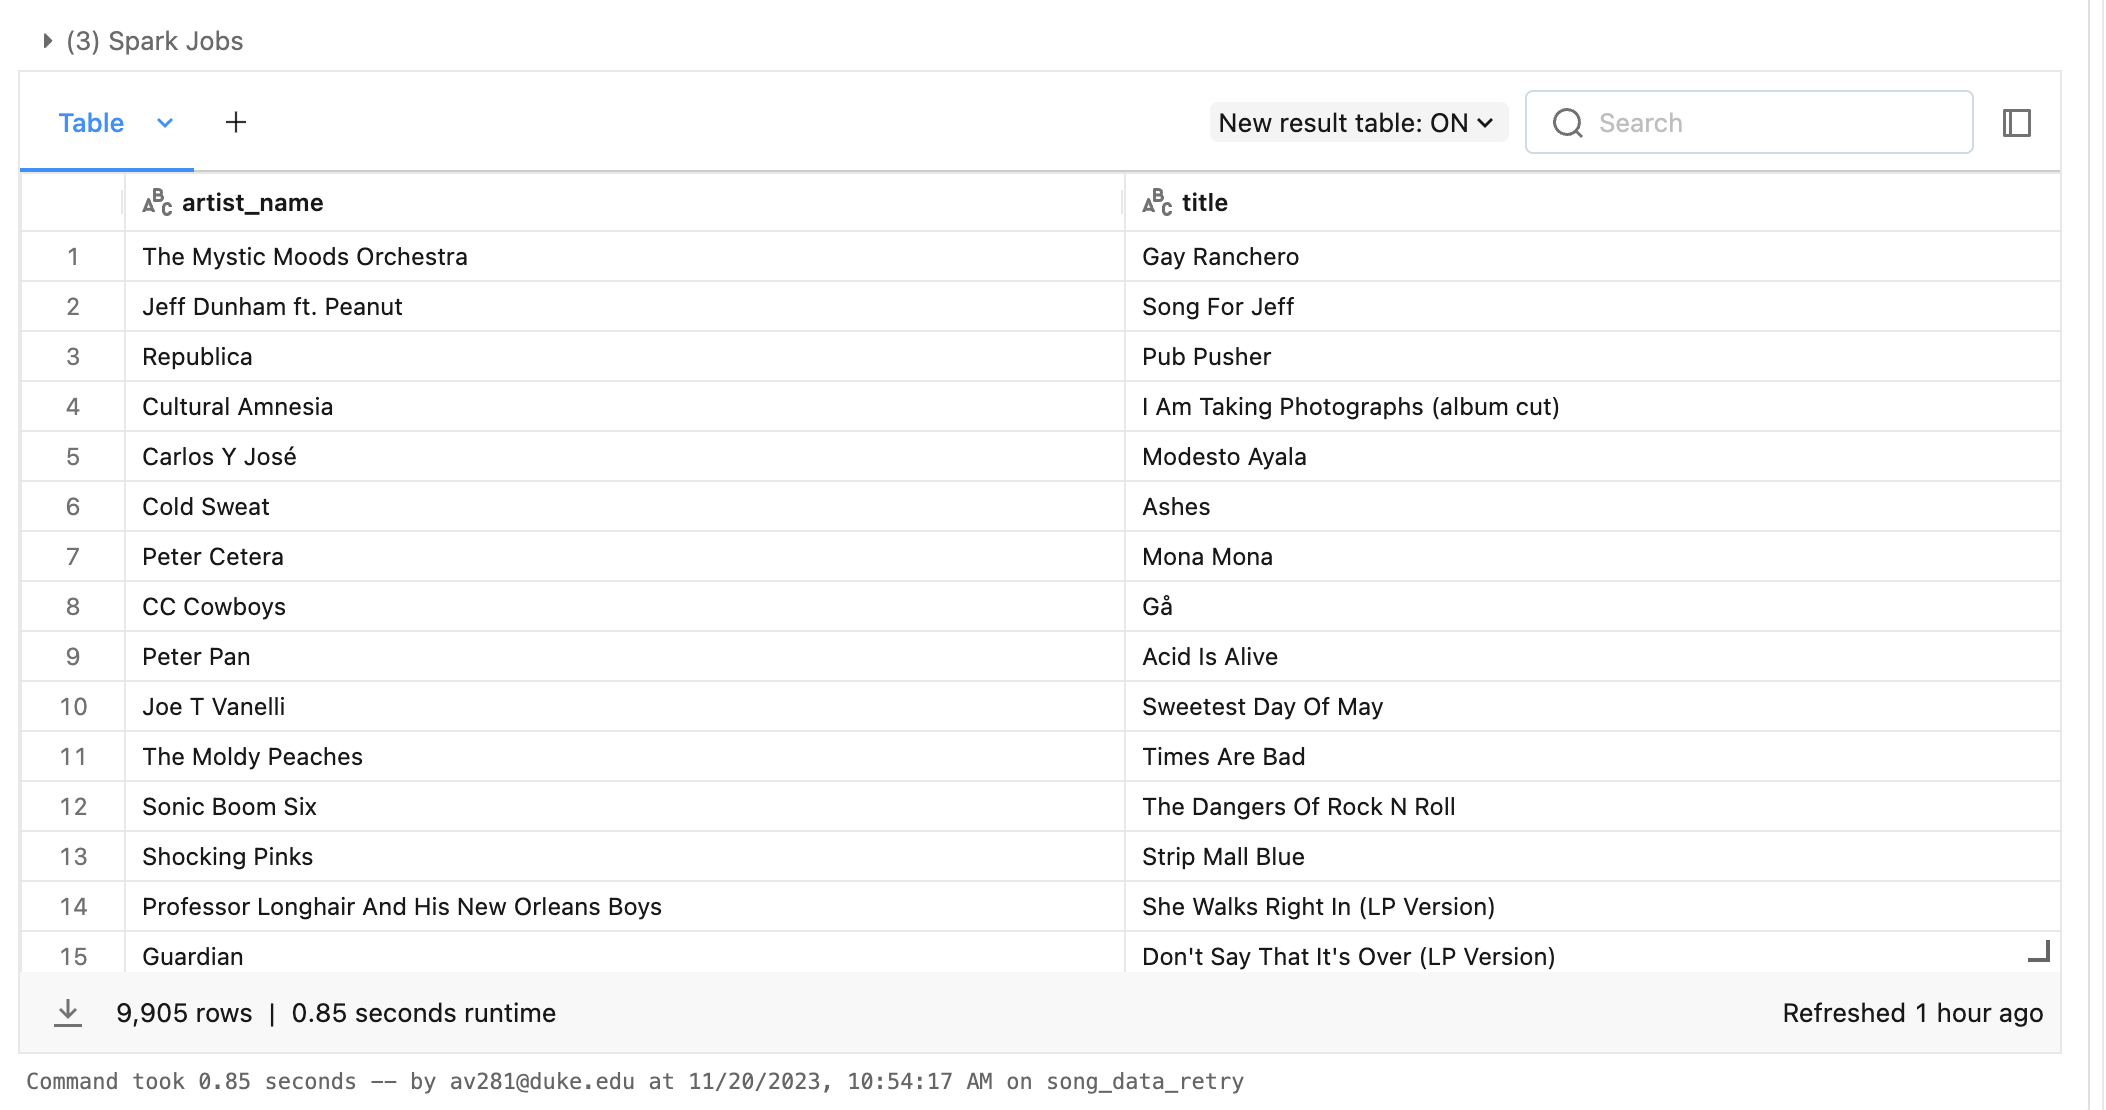 (3) Spark Jobs
Table + New result table: ON Search
artist_name title
1 The Mystic Moods Orchestra Gay Ranchero
2 Jeff Dunham ft. Peanut Song For Jeff
3 Republica Pub Pusher
4 Cultural Amnesia I Am Taking Photographs (album cut)
5 Carlos Y José Modesto Ayala
6 Cold Sweat Ashes
7 Peter Cetera Mona Mona
8 CC Cowboys Gå
9 Peter Pan Acid Is Alive
10 Joe T Vanelli Sweetest Day Of May
11 The Moldy Peaches Times Are Bad
12 Sonic Boom Six The Dangers Of Rock N Roll
13 Shocking Pinks Strip Mall Blue
14 Professor Longhair And His New Orleans Boys She Walks Right In (LP Version)
15 Guardian Don't Say That It's Over (LP Version)
9,905 rows | 0.85 seconds runtime Refreshed 1 hour ago
Command took 0.85 seconds -- by av281@duke.edu at 11/20/2023, 10:54:17 AM on song_data_retry